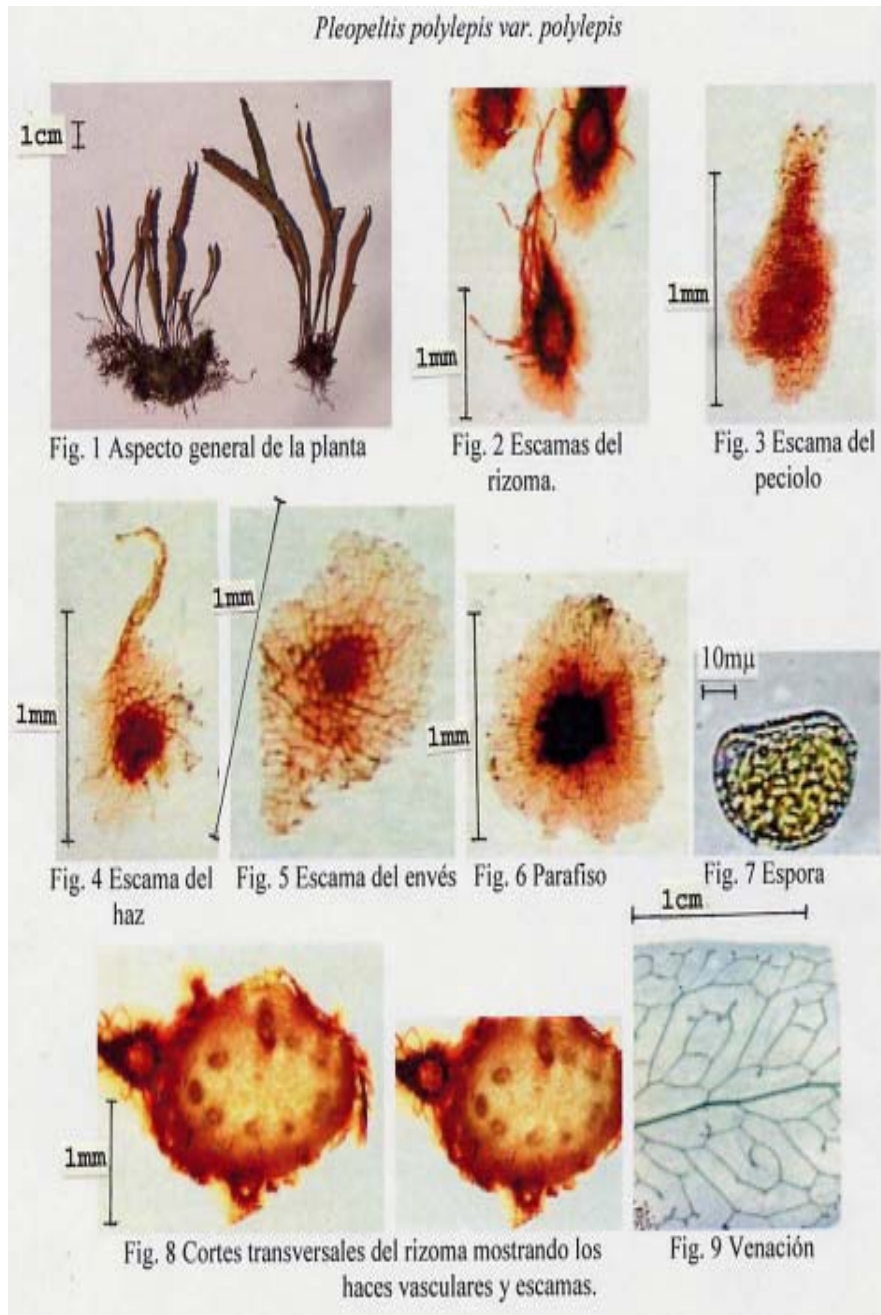 Pleopeltis polylepis var. polylepis
1cm
Fig. 1 Aspecto general de la planta
1mm
Fig. 2 Escamas del
rizoma.
1mm
Fig. 3 Escama del
peciolo
1mm
Fig. 4 Escama del
haz
1mm
Fig. 5 Escama del envés
1mm
Fig. 6 Parafiso
10mµ
Fig. 7 Espora
1mm
Fig. 8 Cortes transversales del rizoma mostrando los
haces vasculares y escamas.
1cm
Fig. 9 Venación